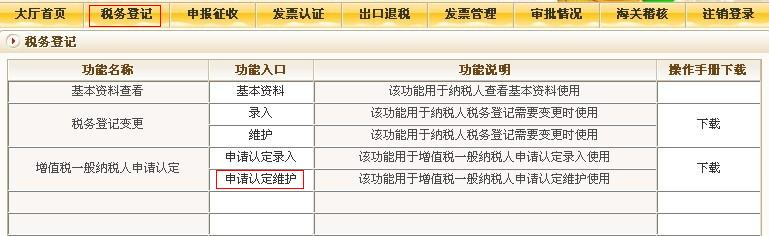 大厅首页 税务登记 申报征收 发票认证 出口退税 发票管理 审批情况 海关稽核 注销登录
税务登记
功能名称 功能入口 功能说明 操作手册下载
基本资料查看 基本资料 该功能用于纳税人查看基本资料使用
税务登记变更 录入 该功能用于纳税人税务登记需要变更时使用 下载
维护 该功能用于纳税人税务登记需要变更时使用
增值税一般纳税人申请认定 申请认定录入 该功能用于增值税一般纳税人申请认定录入使用 下载
申请认定维护 该功能用于增值税一般纳税人申请认定维护使用